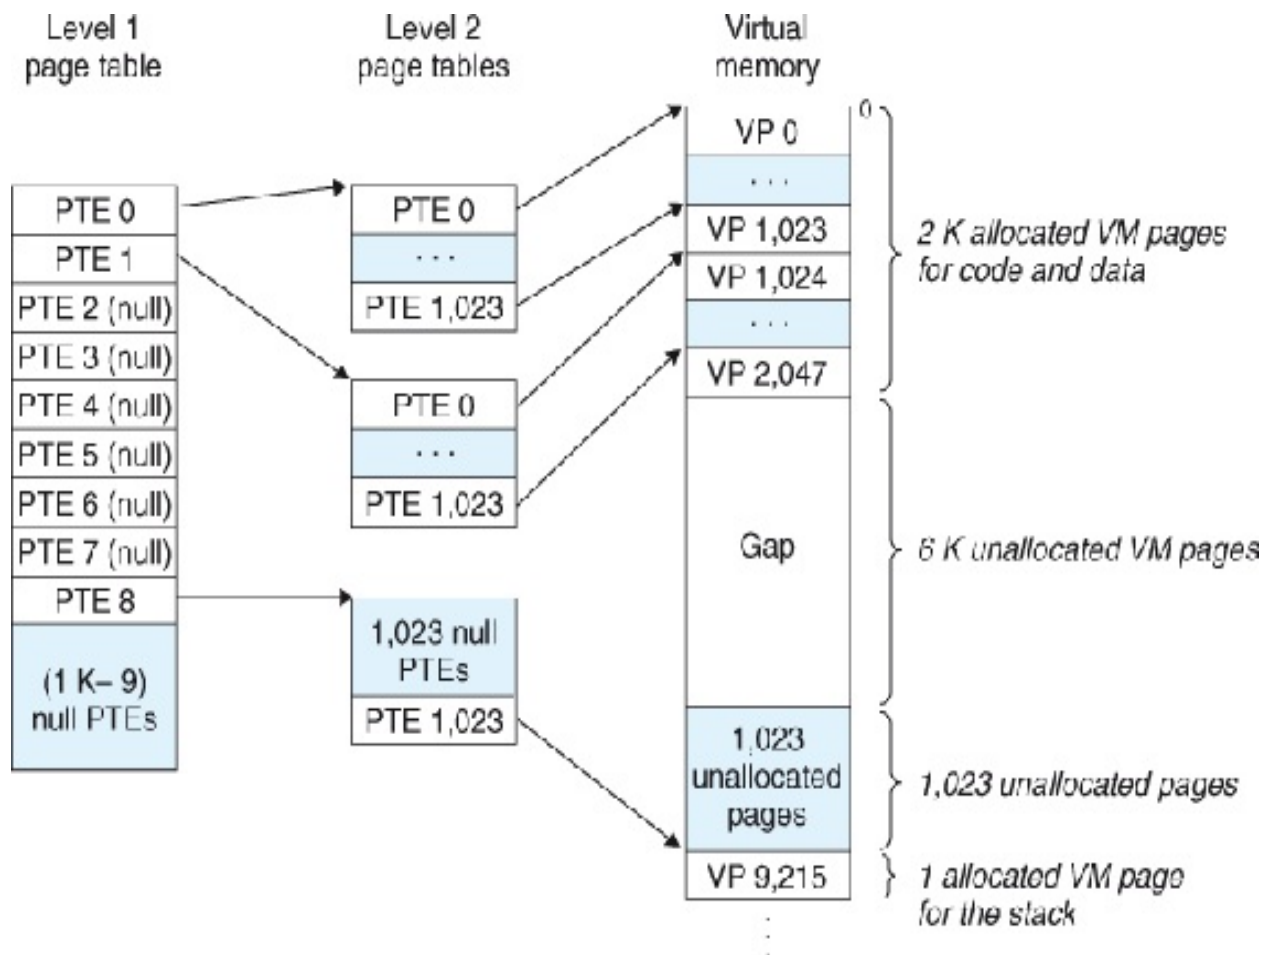 Level 1
page table
Level 2
page tables
Virtual
memory
PTE 0
PTE 1
PTE 2 (null)
PTE 3 (null)
PTE 4 (null)
PTE 5 (null)
PTE 6 (null)
PTE 7 (null)
PTE 8
(1 K– 9)
null PTEs
PTE 0
. . .
PTE 1,023
PTE 0
. . .
PTE 1,023
1,023 null
PTEs
PTE 1,023
0
VP 0
. . .
VP 1,023
VP 1,024
. . .
VP 2,047
Gap
1,023
unallocated
pages
VP 9,215
2 K allocated VM pages
for code and data
6 K unallocated VM pages
1,023 unallocated pages
1 allocated VM page
for the stack